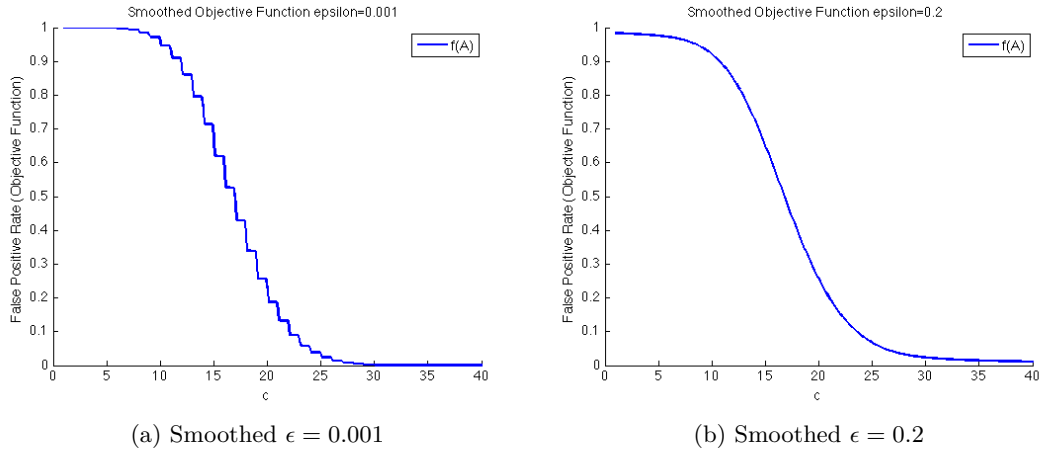 Smoothed Objective Function epsilon=0.001
f(A)
False Positive Rate (Objective Function)
1
0.9
0.8
0.7
0.6
0.5
0.4
0.3
0.2
0.1
0
0 5 10 15 20 25 30 35 40
c
(a) Smoothed ϵ = 0.001
Smoothed Objective Function epsilon=0.2
f(A)
False Positive Rate (Objective Function)
1
0.9
0.8
0.7
0.6
0.5
0.4
0.3
0.2
0.1
0
0 5 10 15 20 25 30 35 40
c
(b) Smoothed ϵ = 0.2